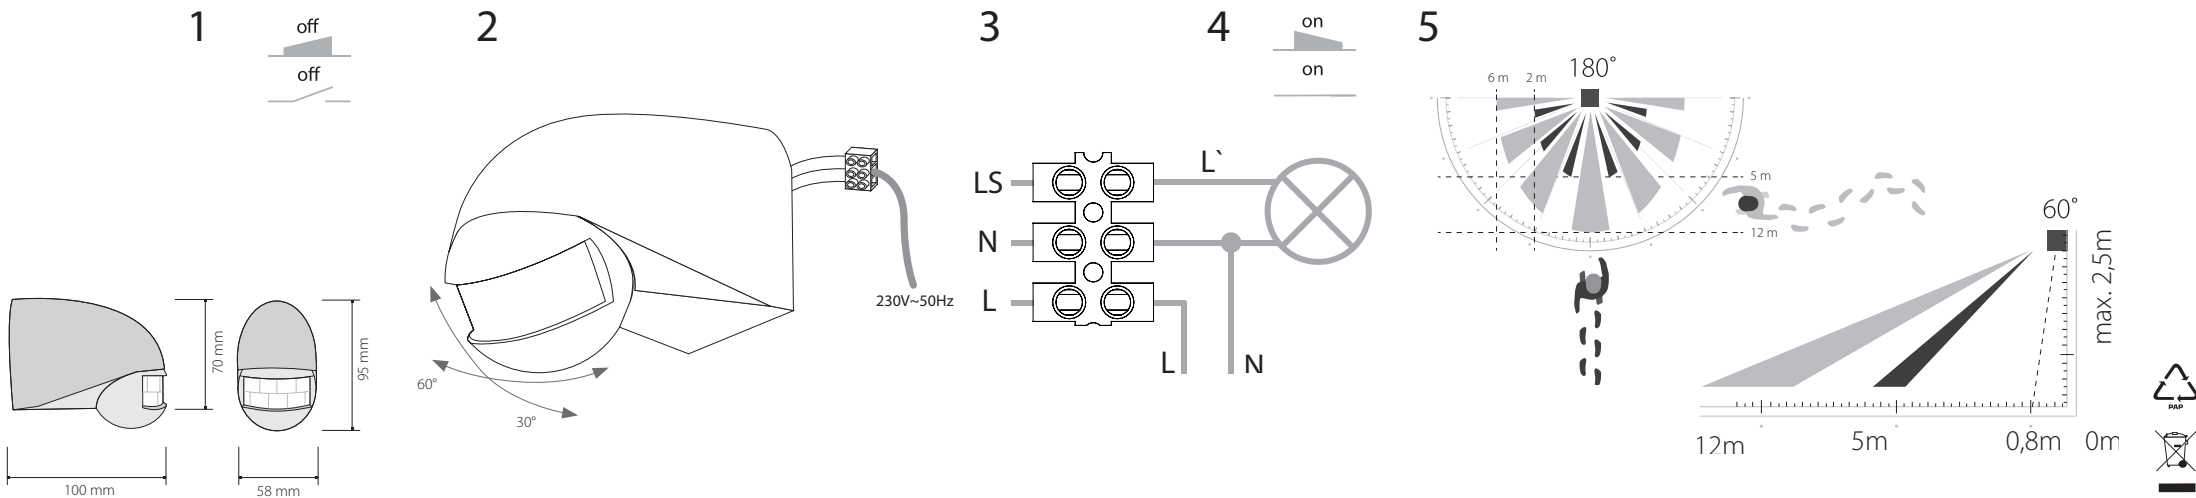 1
off
off
70 mm
95 mm
100 mm
58 mm
2
230V~50Hz
60°
30°
3
LS
N
L
L`
L
N
4
on
on
5
180°
6 m
2 m
5 m
12 m
60°
max. 2,5m
12m
5m
0,8m
0m
PAP